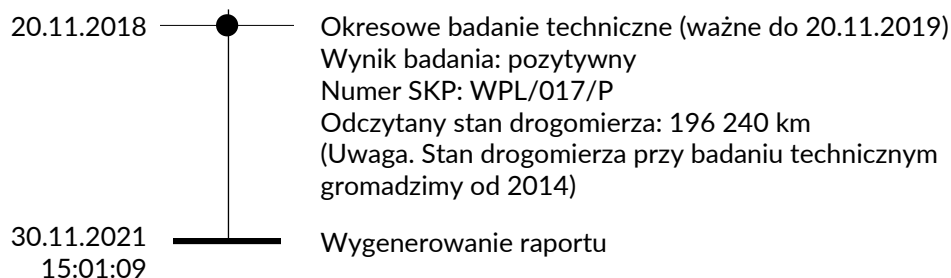 20.11.2018
Okresowe badanie techniczne (ważne do 20.11.2019)
Wynik badania: pozytywny
Numer SKP: WPL/017/P
Odczytany stan drogomierza: 196 240 km
(Uwaga. Stan drogomierza przy badaniu technicznym
gromadzimy od 2014)
30.11.2021
15:01:09
Wygenerowanie raportu